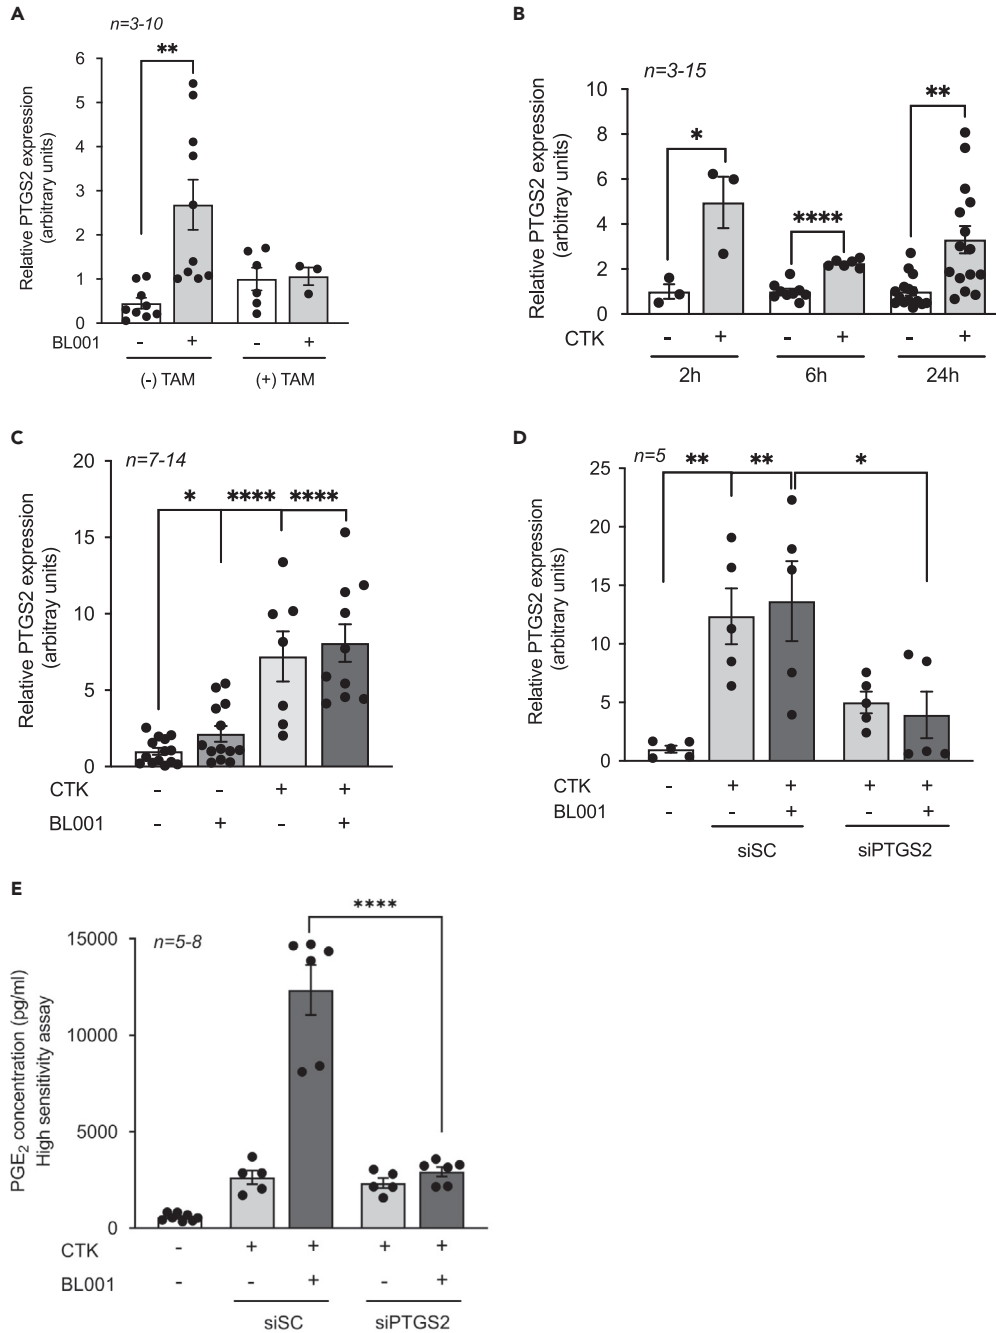 A
n=3-10
**
Relative PTGS2 expression
(arbitrary units)
6
5
4
3
2
1
0
BL001 - + - +
(-) TAM (+) TAM
B
n=3-15
* **** **
Relative PTGS2 expression
(arbitray units)
10
8
6
4
2
0
CTK - + - + - +
2h 6h 24h
C
n=7-14
* **** ****
Relative PTGS2 expression
(arbitray units)
20
15
10
5
0
CTK - - + +
BL001 - + - +
D
n=5
** ** *
Relative PTGS2 expression
(arbitrary units)
25
20
15
10
5
0
CTK - + + + +
BL001 - - + - +
siSC siPTGS2
E
n=5-8
****
PGE2 concentration (pg/ml)
High sensitivity assay
15000
10000
5000
0
CTK - + + + +
BL001 - - + - +
siSC siPTGS2